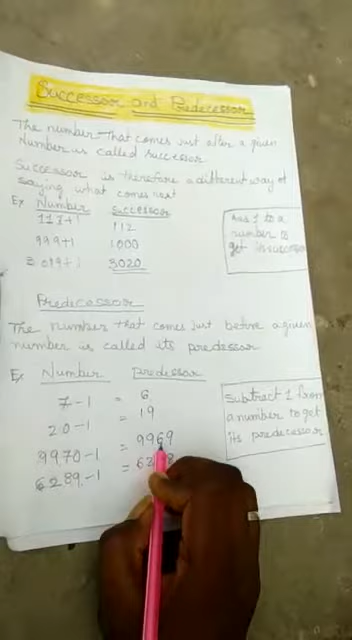 Successor and Predecessor
The number that comes just after a given
Number is called successor
Successor is therefore a different way of
saying what comes next
Ex Number successor
111+1 112
999+1 1000
3019+1 3020
Add 1 to a
number to
get its successor
Predecessor
The number that comes just before a given
number is called its predessor
Ex Number predessor
7-1 = 6
20-1 = 19
9970-1 = 9969
6289-1 = 62 8
Subtract 1 from
a number to get
its predecessor